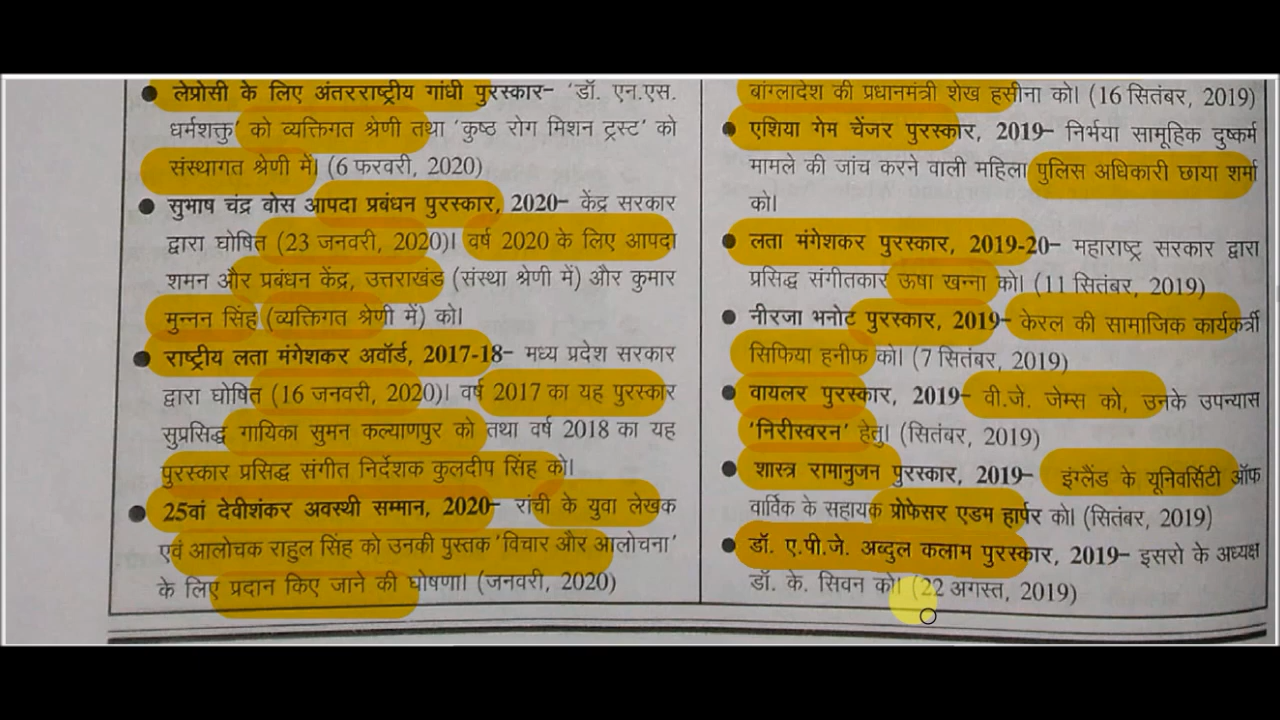 ● लेप्रोसी के लिए अंतरराष्ट्रीय गांधी पुरस्कार– 'डॉ. एन.एस.
धर्मशक्तु' को व्यक्तिगत श्रेणी तथा 'कुष्ठ रोग मिशन ट्रस्ट' को
संस्थागत श्रेणी में। (6 फरवरी, 2020)
● सुभाष चंद्र बोस आपदा प्रबंधन पुरस्कार, 2020– केंद्र सरकार
द्वारा घोषित (23 जनवरी, 2020)। वर्ष 2020 के लिए आपदा
शमन और प्रबंधन केंद्र, उत्तराखंड (संस्था श्रेणी में) और कुमार
मुन्नन सिंह (व्यक्तिगत श्रेणी में) को।
● राष्ट्रीय लता मंगेशकर अवॉर्ड, 2017-18– मध्य प्रदेश सरकार
द्वारा घोषित (16 जनवरी, 2020)। वर्ष 2017 का यह पुरस्कार
सुप्रसिद्ध गायिका सुमन कल्याणपुर को तथा वर्ष 2018 का यह
पुरस्कार प्रसिद्ध संगीत निर्देशक कुलदीप सिंह को।
● 25वां देवीशंकर अवस्थी सम्मान, 2020– रांची के युवा लेखक
एवं आलोचक राहुल सिंह को उनकी पुस्तक 'विचार और आलोचना'
के लिए प्रदान किए जाने की घोषणा। (जनवरी, 2020)
बांग्लादेश की प्रधानमंत्री शेख हसीना को। (16 सितंबर, 2019)
● एशिया गेम चेंजर पुरस्कार, 2019– निर्भया सामूहिक दुष्कर्म
मामले की जांच करने वाली महिला पुलिस अधिकारी छाया शर्मा
को।
● लता मंगेशकर पुरस्कार, 2019-20– महाराष्ट्र सरकार द्वारा
प्रसिद्ध संगीतकार ऊषा खन्ना को। (11 सितंबर, 2019)
● नीरजा भनोट पुरस्कार, 2019– केरल की सामाजिक कार्यकर्त्री
सिफिया हनीफ को। (7 सितंबर, 2019)
● वायलर पुरस्कार, 2019– वी.जे. जेम्स को, उनके उपन्यास
'निरीस्वरन' हेतु। (सितंबर, 2019)
● शास्त्र रामानुजन पुरस्कार, 2019– इंग्लैंड के यूनिवर्सिटी ऑफ
वार्विक के सहायक प्रोफेसर एडम हार्पर को। (सितंबर, 2019)
● डॉ. ए.पी.जे. अब्दुल कलाम पुरस्कार, 2019– इसरो के अध्यक्ष
डॉ. के. सिवन को। (22 अगस्त, 2019)